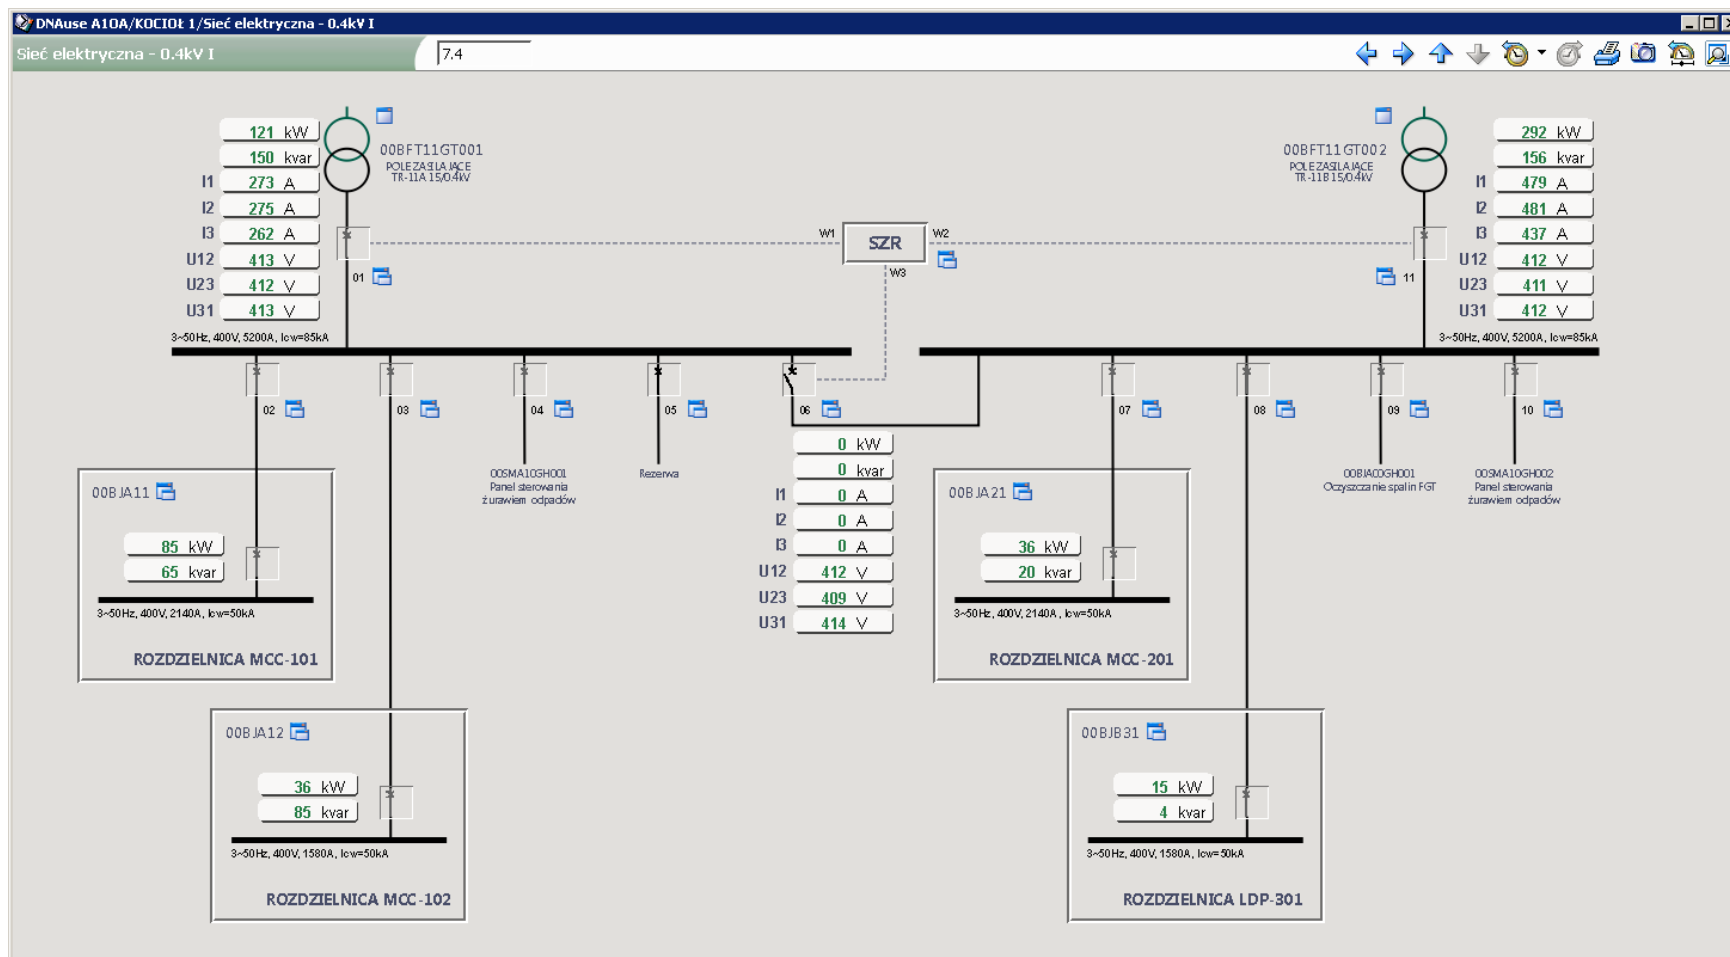 DNAuse A10A/KOCIOŁ 1/Sieć elektryczna - 0.4kV I
Sieć elektryczna - 0.4kV I
7.4
121 kW
150 kvar
I1 273 A
I2 275 A
I3 262 A
U12 413 V
U23 412 V
U31 413 V
3~50Hz, 400V, 5200A, Icw=85kA
00BFT11GT001
POLE ZASILAJĄCE
TR-11A 15/0.4kV
01
W1
SZR
W2
W3
00BFT11GT002
POLE ZASILAJĄCE
TR-11B 15/0.4kV
11
292 kW
156 kvar
I1 479 A
I2 481 A
I3 437 A
U12 412 V
U23 411 V
U31 412 V
3~50Hz, 400V, 5200A, Icw=85kA
02
03
04
05
06
07
08
09
10
00SMA10GH001
Panel sterowania
żurawiem odpadów
Rezerwa
0 kW
0 kvar
I1 0 A
I2 0 A
I3 0 A
U12 412 V
U23 409 V
U31 414 V
00BJA00GH001
Oczyszczanie spalin FGT
00SMA10GH002
Panel sterowania
żurawiem odpadów
00BJA11
85 kW
65 kvar
3~50Hz, 400V, 2140A, Icw=50kA
ROZDZIELNICA MCC-101
00BJA21
36 kW
20 kvar
3~50Hz, 400V, 2140A, Icw=50kA
ROZDZIELNICA MCC-201
00BJA12
36 kW
85 kvar
3~50Hz, 400V, 1580A, Icw=50kA
ROZDZIELNICA MCC-102
00BJB31
15 kW
4 kvar
3~50Hz, 400V, 1580A, Icw=50kA
ROZDZIELNICA LDP-301